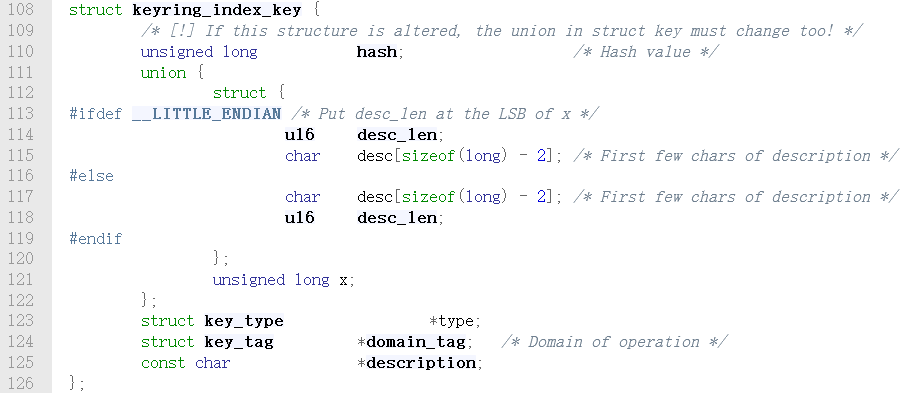 108 struct keyring_index_key {
109 /* [!] If this structure is altered, the union in struct key must change too! */
110 unsigned long hash; /* Hash value */
111 union {
112 struct {
113 #ifdef __LITTLE_ENDIAN /* Put desc_len at the LSB of x */
114 u16 desc_len;
115 char desc[sizeof(long) - 2]; /* First few chars of description */
116 #else
117 char desc[sizeof(long) - 2]; /* First few chars of description */
118 u16 desc_len;
119 #endif
120 };
121 unsigned long x;
122 };
123 struct key_type *type;
124 struct key_tag *domain_tag; /* Domain of operation */
125 const char *description;
126 };